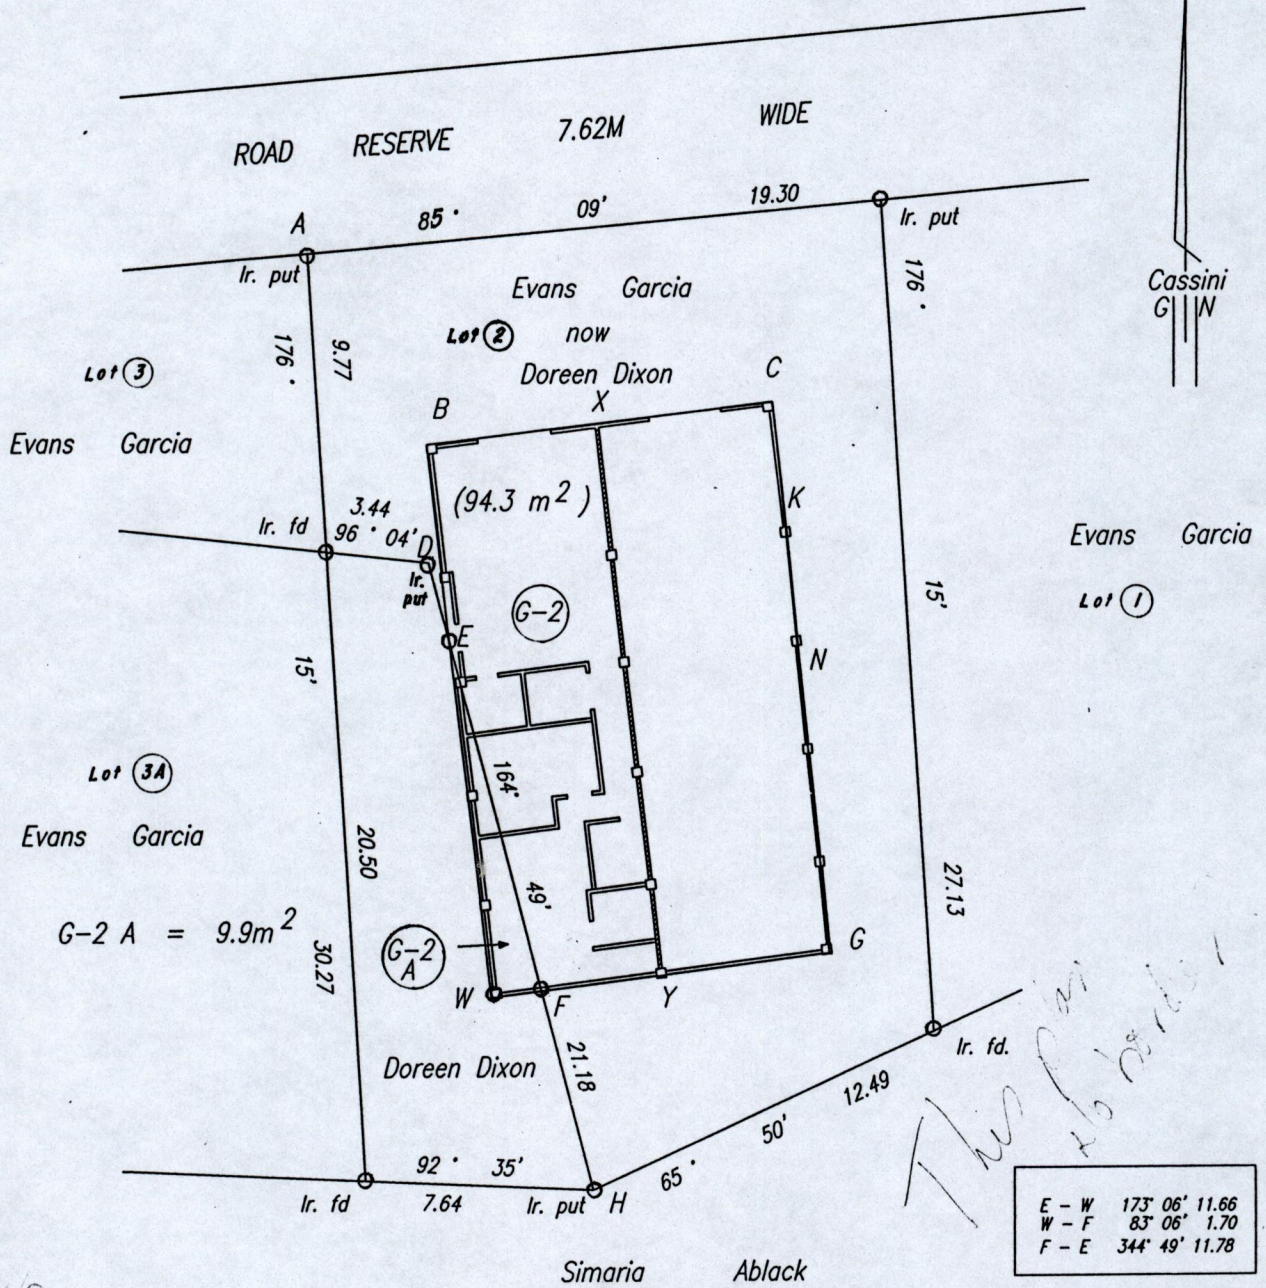 ROAD RESERVE 7.62M WIDE
A 85° 09' 19.30
Ir. put
Ir. put
Cassini
G N
Evans Garcia
Lot 2 now
Doreen Dixon
176° 9.77
176°
Lot 3
Evans Garcia
B X C
(94.3 m2)
K
3.44
Ir. fd 96° 04'
D
Ir.
put
G-2
E
N
Evans Garcia
Lot 1
15'
15'
Lot 3A
Evans Garcia
164°
20.50
27.13
49'
G-2 A = 9.9m2
30.27
G-2
A
G
W F Y
Doreen Dixon
21.18
Ir. fd.
12.49
50'
65°
92° 35'
Ir. fd 7.64 Ir. put H
This plan
E - W 173° 06' 11.66
W - F 83° 06' 1.70
F - E 344° 49' 11.78
Simaria Ablack